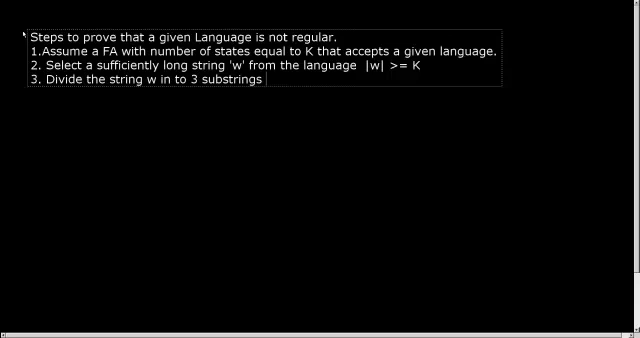 Steps to prove that a given Language is not regular.
1.Assume a FA with number of states equal to K that accepts a given language.
2. Select a sufficiently long string 'w' from the language |w| >= K
3. Divide the string w in to 3 substrings